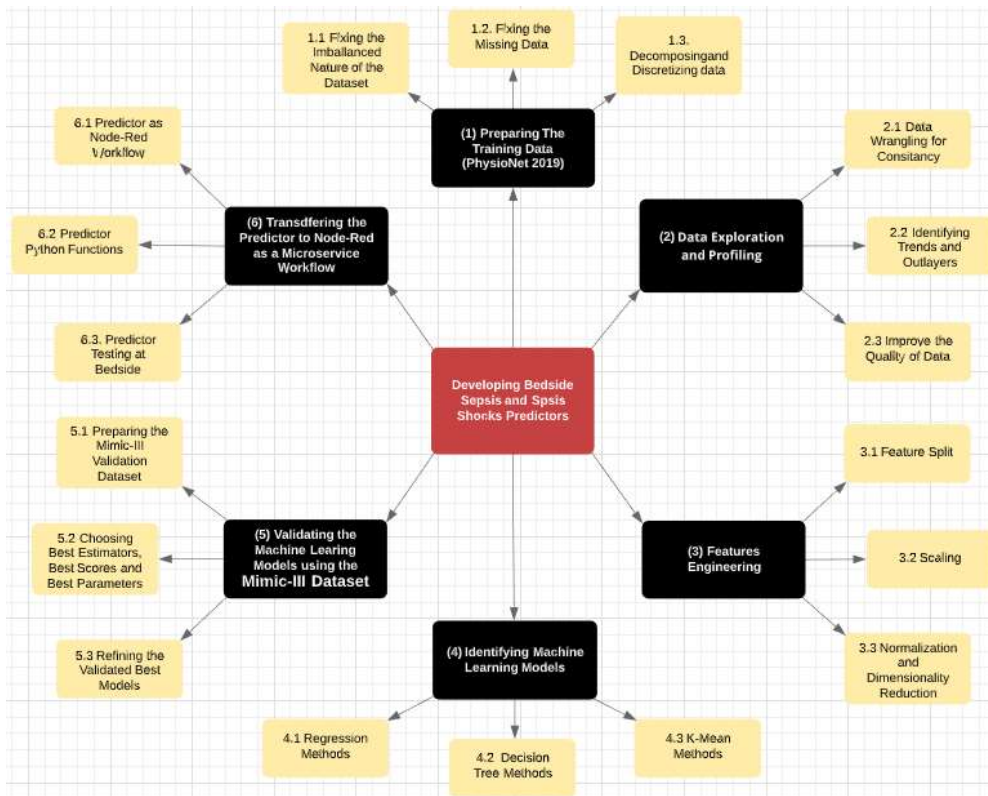 1.1 Fixing the
Imballanced
Nature of the
Dataset
1.2. Fixing the
Missing Data
1.3.
Decomposingand
Discretizing data
(1) Preparing The
Training Data
(PhysioNet 2019)
2.1 Data
Wrangling for
Consitancy
(2) Data Exploration
and Profiling
2.2 Identifying
Trends and
Outlayers
2.3 Improve the
Quality of Data
6.1 Predictor as
Node-Red
Workflow
(6) Transdfering the
Predictor to Node-Red
as a Microservice
Workflow
6.2 Predictor
Python Functions
6.3. Predictor
Testing at
Bedside
Developing Bedside
Sepsis and Spsis
Shocks Predictors
3.1 Feature Split
(3) Features
Engineering
3.2 Scaling
3.3 Normalization and
Dimensionality
Reduction
(4) Identifying Machine
Learning Models
4.1 Regression
Methods
4.2 Decision
Tree Methods
4.3 K-Mean
Methods
5.1 Preparing the
Mimic-III
Validation
Dataset
(5) Validating the
Machine Learing
Models using the
Mimic-III Dataset
5.2 Choosing
Best Estimators,
Best Scores and
Best Parameters
5.3 Refining the
Validated Best
Models